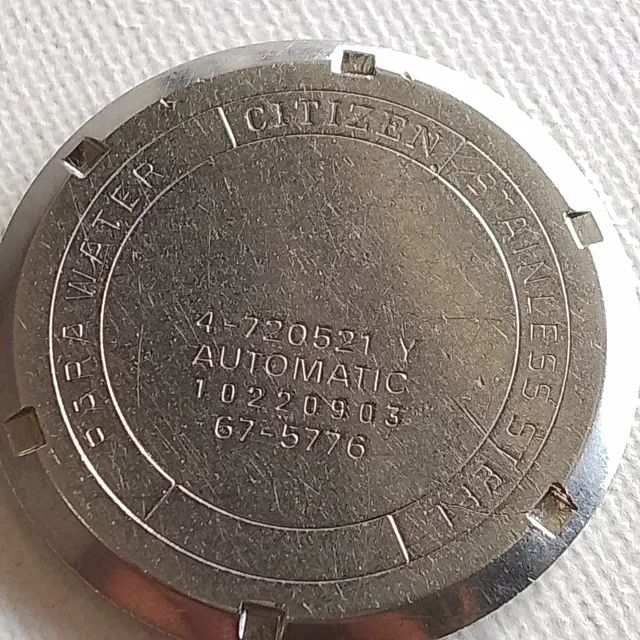 CITIZEN
STAINLESS STEEL
WATER
4-720521 Y
AUTOMATIC
10220903
67-5776